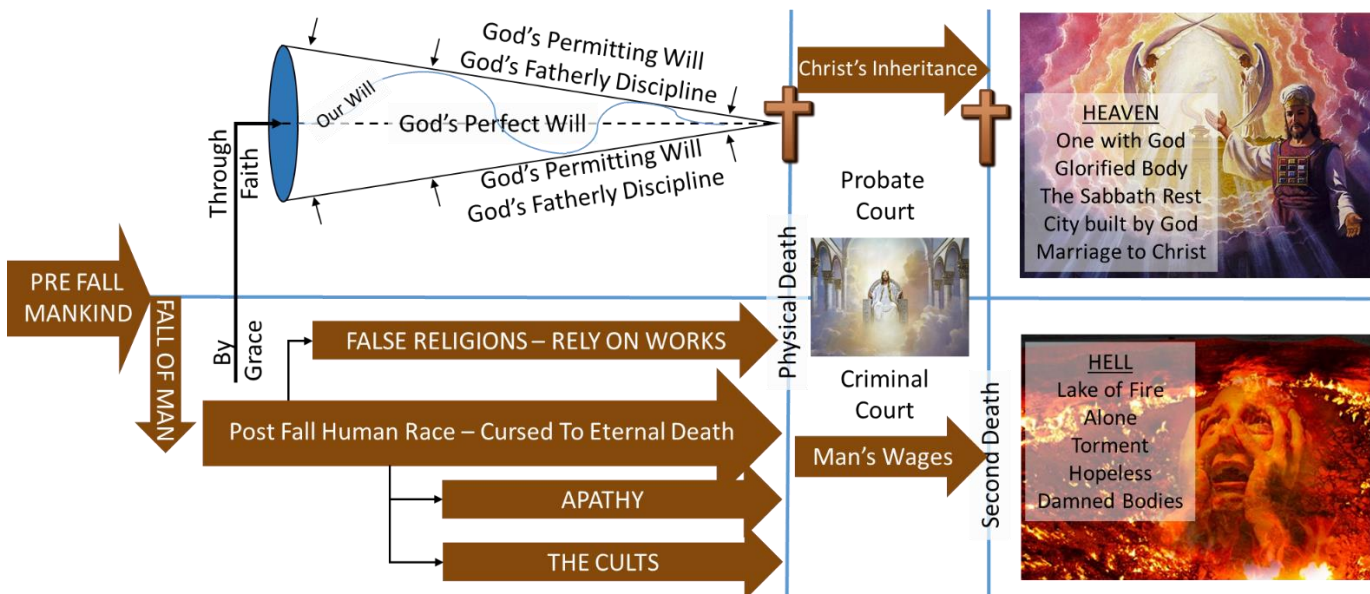 God's Permitting Will
God's Fatherly Discipline
Our Will
God's Perfect Will
God's Permitting Will
God's Fatherly Discipline
Through
Faith
By
Grace
Christ's Inheritance
HEAVEN
One with God
Glorified Body
The Sabbath Rest
City built by God
Marriage to Christ
Probate
Court
Physical Death
PRE FALL
MANKIND
FALL OF MAN
FALSE RELIGIONS – RELY ON WORKS
Post Fall Human Race – Cursed To Eternal Death
APATHY
THE CULTS
Criminal
Court
Man's Wages
Second Death
HELL
Lake of Fire
Alone
Torment
Hopeless
Damned Bodies